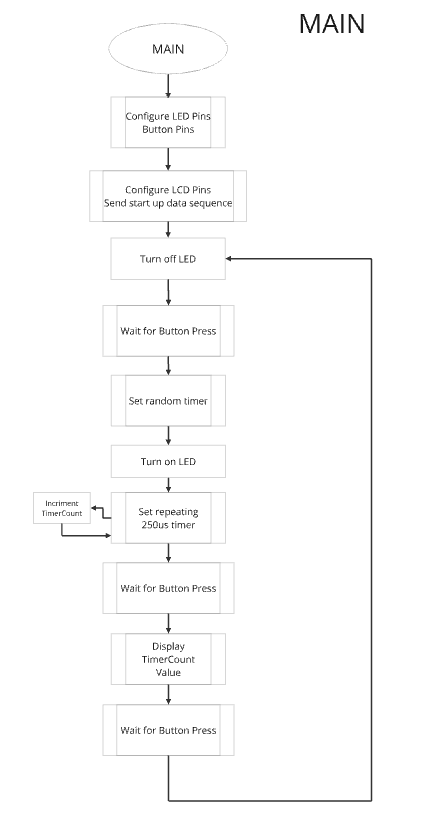 MAIN
MAIN
Configure LED Pins
Button Pins
Configure LCD Pins
Send start up data sequence
Turn off LED
Wait for Button Press
Set random timer
Turn on LED
Incriment
TimerCount
Set repeating
250us timer
Wait for Button Press
Display
TimerCount
Value
Wait for Button Press